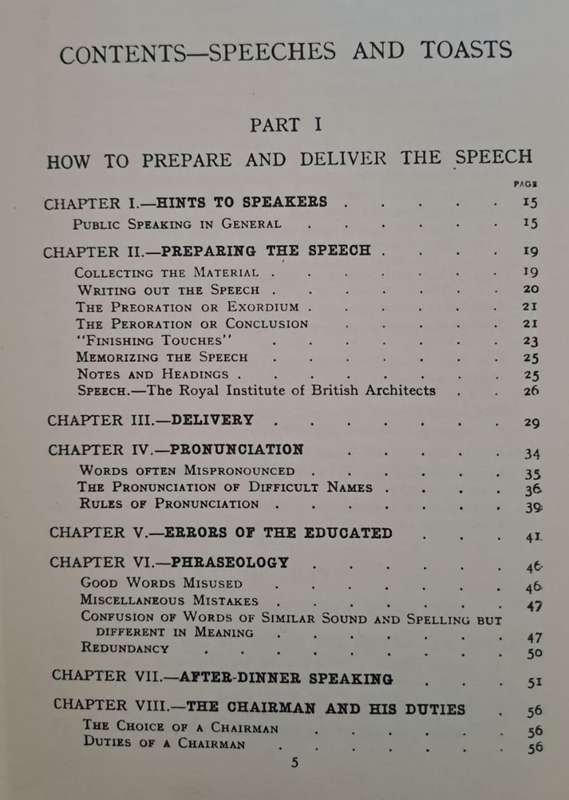 CONTENTS—SPEECHES AND TOASTS
PART I
HOW TO PREPARE AND DELIVER THE SPEECH
PAGE
CHAPTER I.—HINTS TO SPEAKERS . . . . . 15
PUBLIC SPEAKING IN GENERAL . . . . . . 15
CHAPTER II.—PREPARING THE SPEECH . . . . 19
COLLECTING THE MATERIAL . . . . . . . 19
WRITING OUT THE SPEECH . . . . . . . 20
THE PREORATION OR EXORDIUM . . . . . . 21
THE PERORATION OR CONCLUSION . . . . . 21
"FINISHING TOUCHES" . . . . . . . 23
MEMORIZING THE SPEECH . . . . . . . 25
NOTES AND HEADINGS . . . . . . . . 25
SPEECH.—The Royal Institute of British Architects . . 26
CHAPTER III.—DELIVERY . . . . . . . 29
CHAPTER IV.—PRONUNCIATION . . . . . 34
WORDS OFTEN MISPRONOUNCED . . . . . . 35
THE PRONUNCIATION OF DIFFICULT NAMES . . . . 36
RULES OF PRONUNCIATION . . . . . . . 39
CHAPTER V.—ERRORS OF THE EDUCATED . . . 41
CHAPTER VI.—PHRASEOLOGY . . . . . . 46
GOOD WORDS MISUSED . . . . . . . 46
MISCELLANEOUS MISTAKES . . . . . . . 47
CONFUSION OF WORDS OF SIMILAR SOUND AND SPELLING BUT
DIFFERENT IN MEANING . . . . . . . 47
REDUNDANCY . . . . . . . . 50
CHAPTER VII.—AFTER-DINNER SPEAKING . . . 51
CHAPTER VIII.—THE CHAIRMAN AND HIS DUTIES . 56
THE CHOICE OF A CHAIRMAN . . . . . . 56
DUTIES OF A CHAIRMAN . . . . . . . 56
5